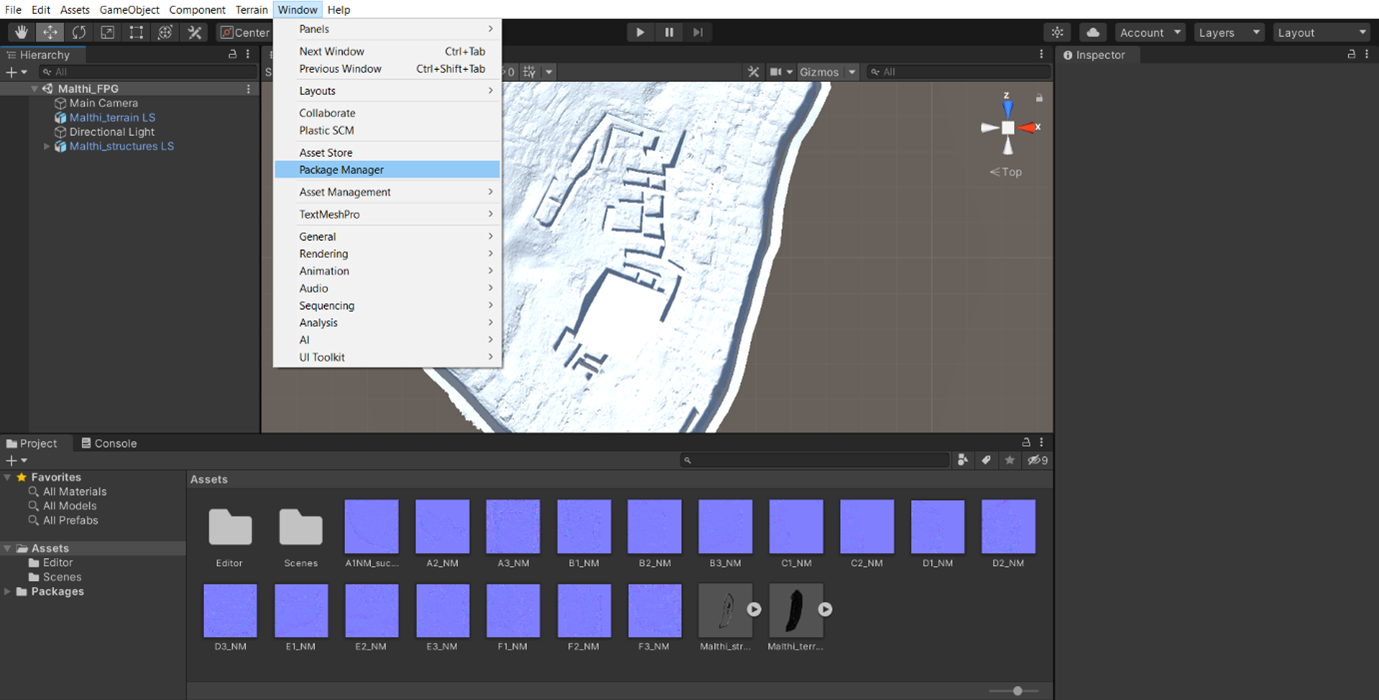 File Edit Assets GameObject Component Terrain Window Help
Center
Account Layers Layout
Hierarchy
All
Malthi_FPG
Main Camera
Malthi_terrain LS
Directional Light
Malthi_structures LS
Panels
Next Window Ctrl+Tab
Previous Window Ctrl+Shift+Tab
Layouts
Collaborate
Plastic SCM
Asset Store
Package Manager
Asset Management
TextMeshPro
General
Rendering
Animation
Audio
Sequencing
Analysis
AI
UI Toolkit
S
0 Gizmos All
z
x
Top
Inspector
Project Console
9
Favorites
All Materials
All Models
All Prefabs
Assets
Editor
Scenes
Packages
Assets
Editor Scenes A1NM_suc... A2_NM A3_NM B1_NM B2_NM B3_NM C1_NM C2_NM D1_NM D2_NM
D3_NM E1_NM E2_NM E3_NM F1_NM F2_NM F3_NM Malthi_str... Malthi_terr...